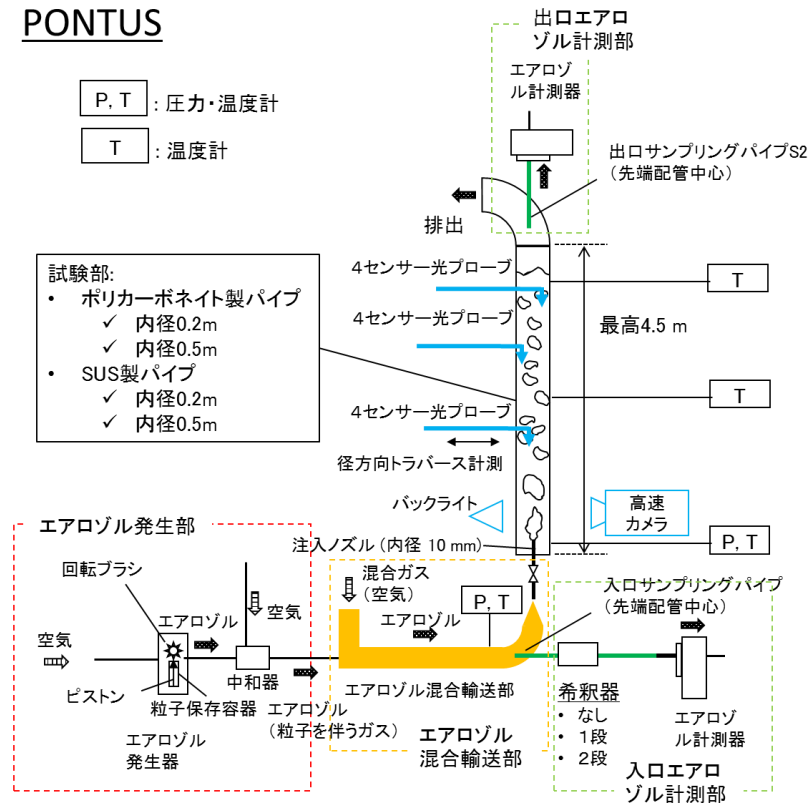 PONTUS
P, T : 圧力・温度計
T : 温度計
出口エアロ
ゾル計測部
エアロゾ
ル計測器
出口サンプリングパイプS2
（先端配管中心）
排出
試験部:
• ポリカーボネイト製パイプ
✓ 内径0.2m
✓ 内径0.5m
• SUS製パイプ
✓ 内径0.2m
✓ 内径0.5m
4センサー光プローブ
T
4センサー光プローブ
最高4.5 m
T
4センサー光プローブ
径方向トラバース計測
バックライト
高速
カメラ
P, T
注入ノズル (内径 10 mm)
エアロゾル発生部
回転ブラシ
エアロゾル
空気
空気
ピストン
粒子保存容器
中和器
エアロゾル
発生器
エアロゾル
（粒子を伴うガス）
混合ガス
（空気）
エアロゾル
P, T
エアロゾル混合輸送部
エアロゾル
混合輸送部
入口サンプリングパイプ
（先端配管中心）
希釈器
• なし
• 1段
• 2段
エアロゾ
ル計測器
入口エアロ
ゾル計測部